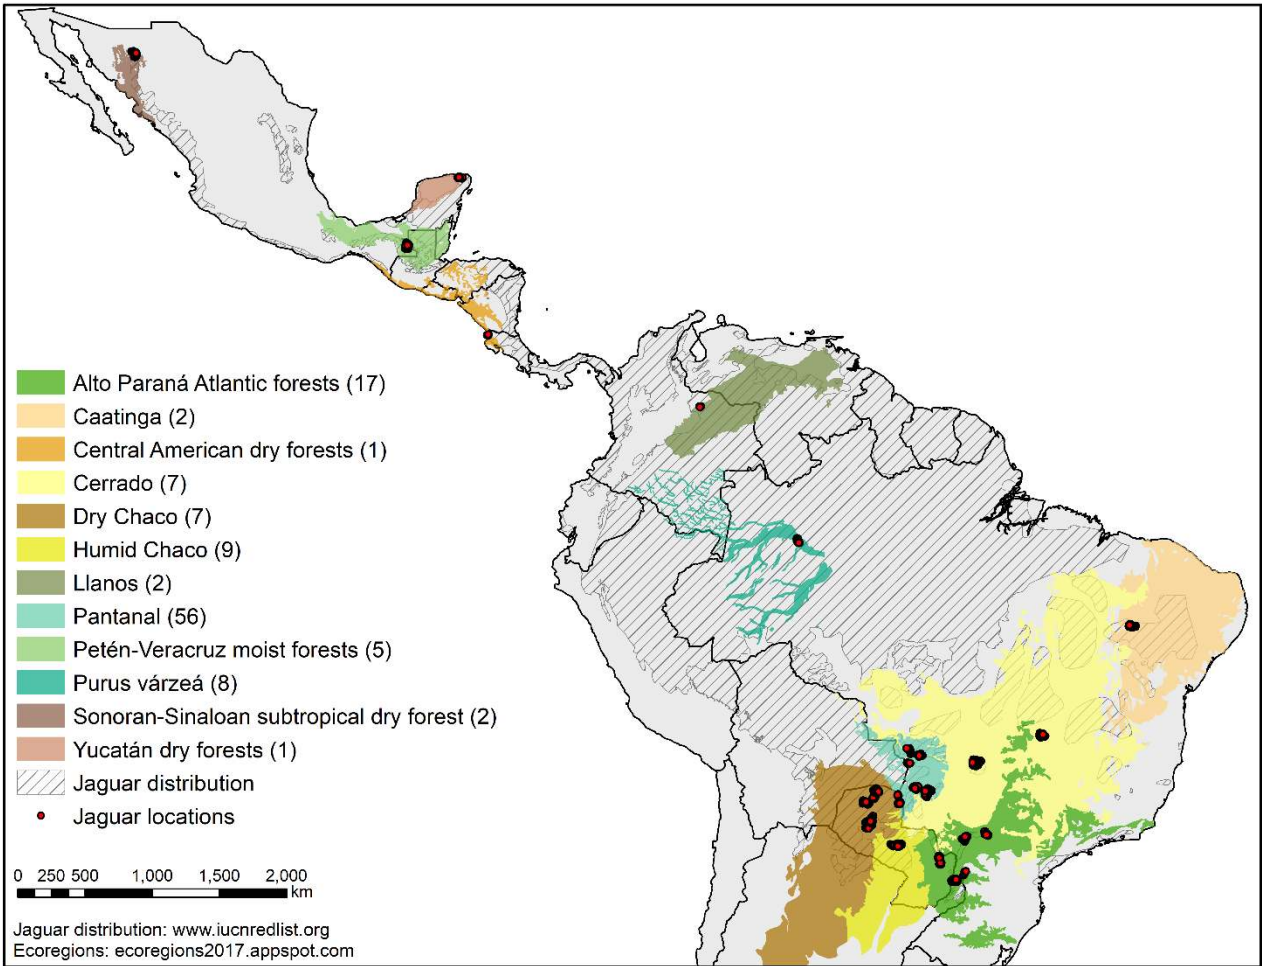 Alto Paraná Atlantic forests (17)
Caatinga (2)
Central American dry forests (1)
Cerrado (7)
Dry Chaco (7)
Humid Chaco (9)
Llanos (2)
Pantanal (56)
Petén-Veracruz moist forests (5)
Purus várzeá (8)
Sonoran-Sinaloan subtropical dry forest (2)
Yucatán dry forests (1)
Jaguar distribution
Jaguar locations
0 250 500 1,000 1,500 2,000
km
Jaguar distribution: www.iucnredlist.org
Ecoregions: ecoregions2017.appspot.com